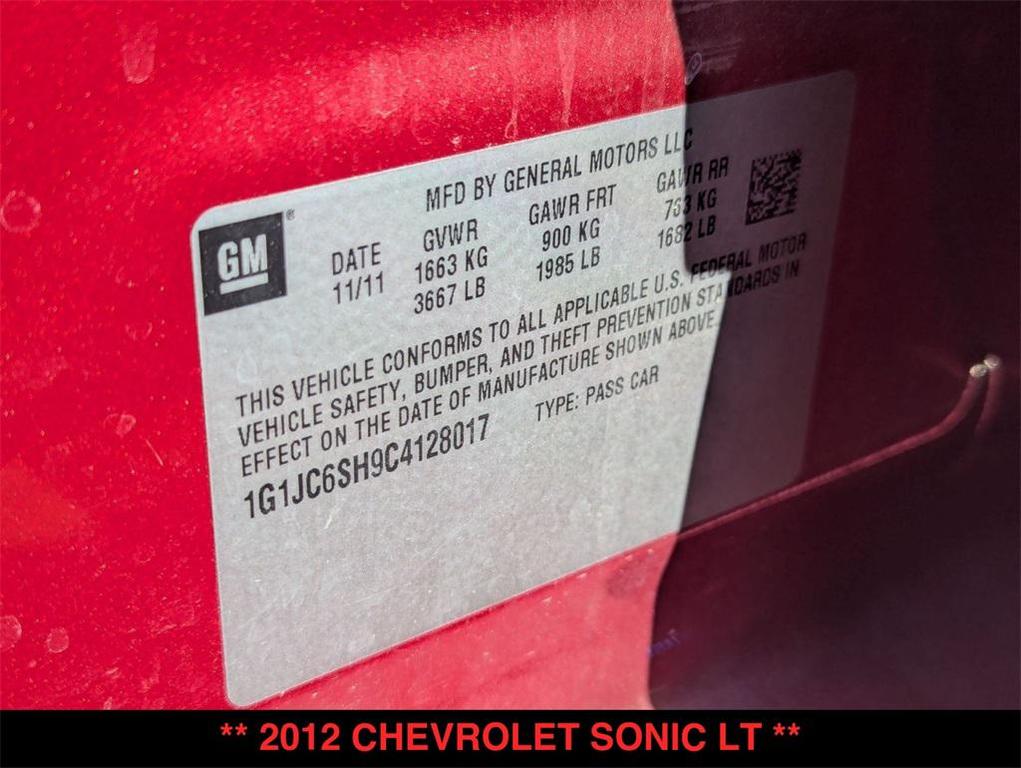 MFD BY GENERAL MOTORS LLC
GM®
DATE GVWR GAWR FRT GAWR RR
11/11 1663 KG 900 KG 763 KG
3667 LB 1985 LB 1682 LB
THIS VEHICLE CONFORMS TO ALL APPLICABLE U.S. FEDERAL MOTOR
VEHICLE SAFETY, BUMPER, AND THEFT PREVENTION STANDARDS IN
EFFECT ON THE DATE OF MANUFACTURE SHOWN ABOVE.
1G1JC6SH9C4128017 TYPE: PASS CAR
** 2012 CHEVROLET SONIC LT **